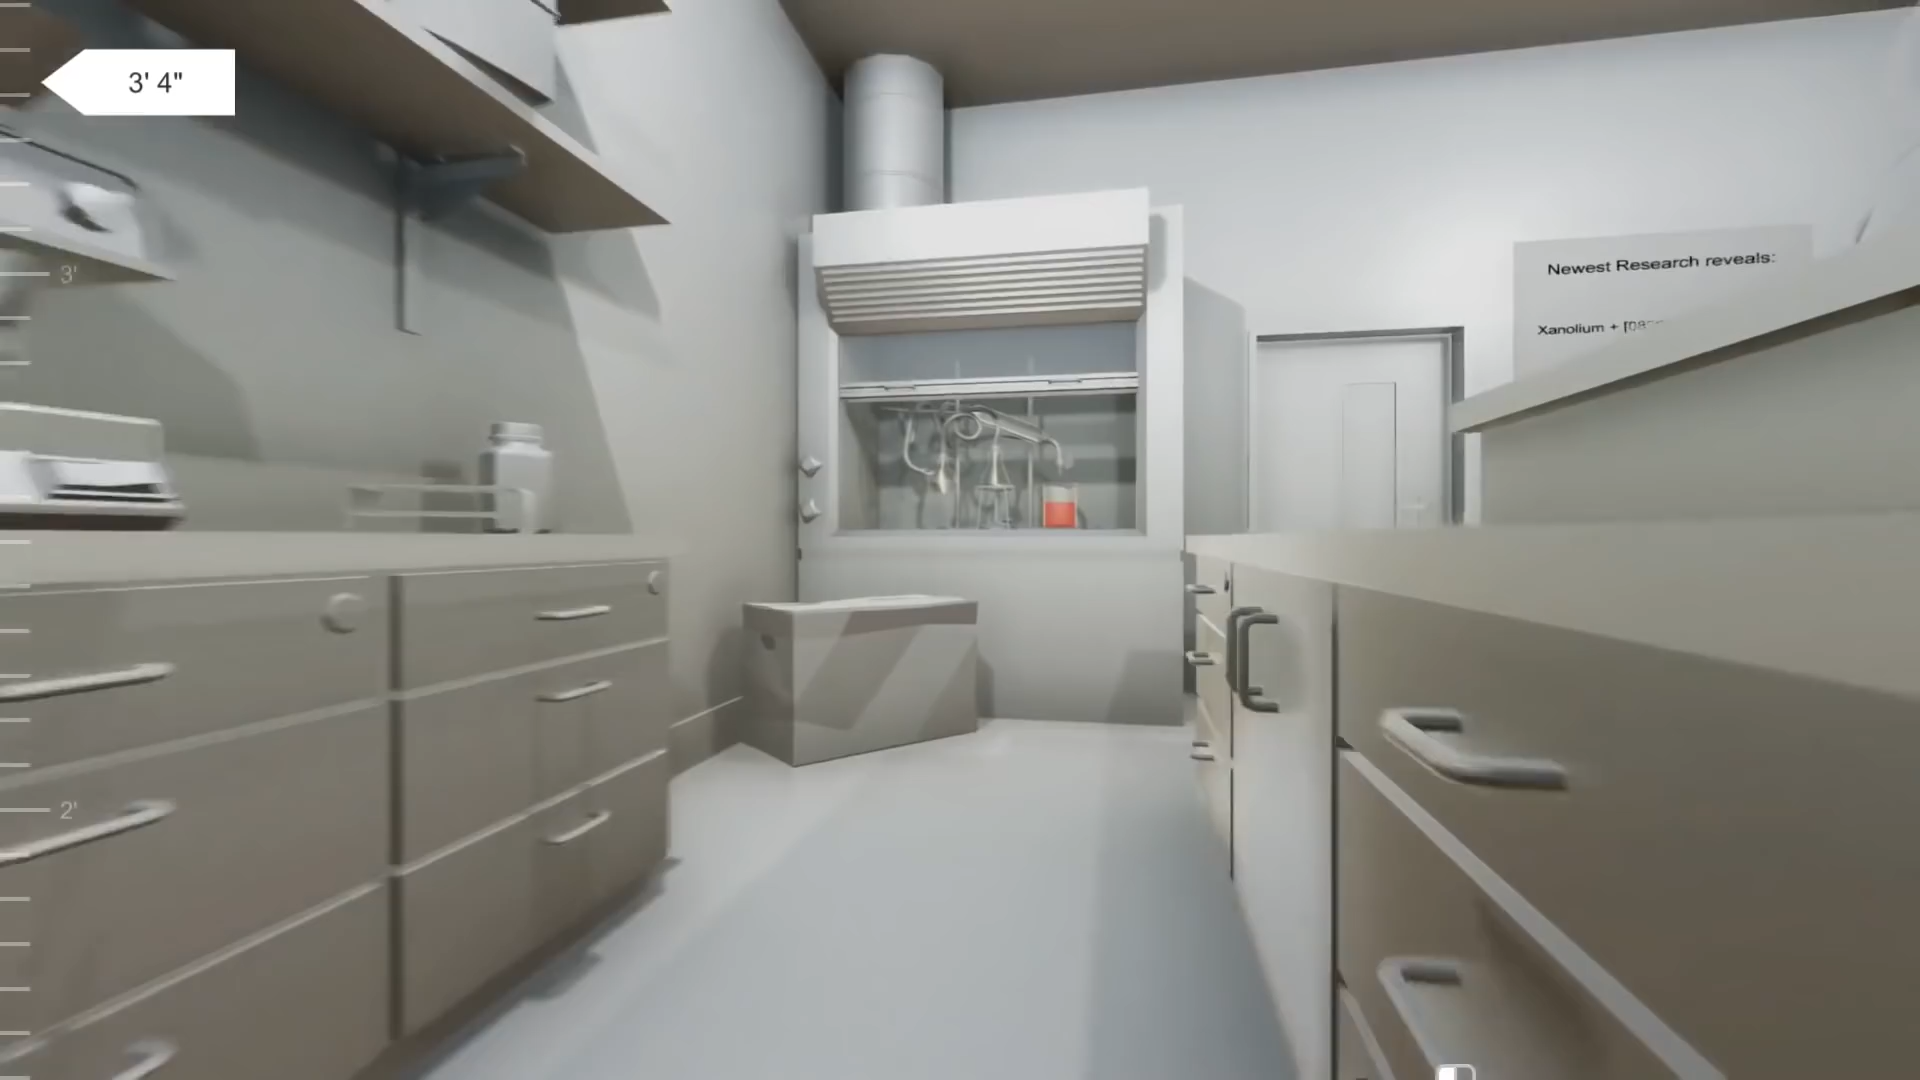 3' 4"
3'
Newest Research reveals:
Xanolium +
2'